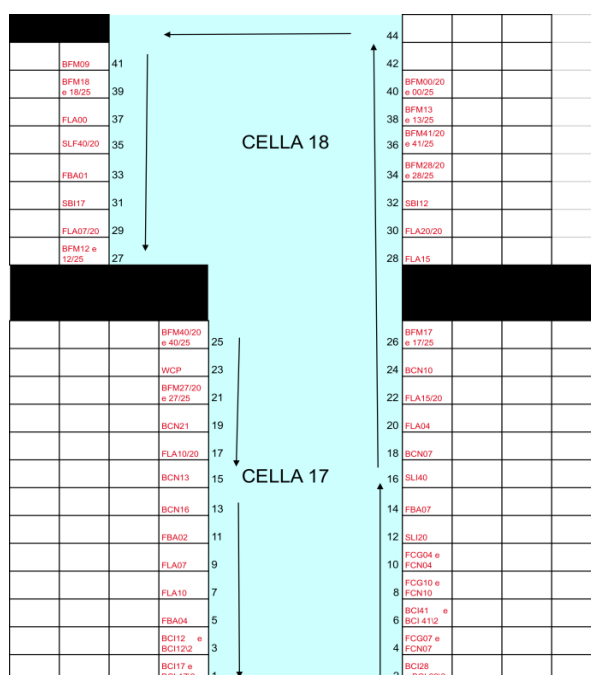 44
BFM09 41 42
BFM18
e 18/25 39 40 BFM00/20
e 00/25
FLA00 37 38 BFM13
e 13/25
SLF40/20 35 CELLA 18 36 BFM41/20
e 41/25
FBA01 33 34 BFM28/20
e 28/25
SBI17 31 32 SBI12
FLA07/20 29 30 FLA20/20
BFM12 e
12/25 27 28 FLA15
BFM40/20
e 40/25 25 26 BFM17
e 17/25
WCP 23 24 BCN10
BFM27/20
e 27/25 21 22 FLA15/20
BCN21 19 20 FLA04
FLA10/20 17 18 BCN07
BCN13 15 CELLA 17 16 SLI40
BCN16 13 14 FBA07
FBA02 11 12 SLI20
FLA07 9 10 FCG04 e
FCN04
FLA10 7 8 FCG10 e
FCN10
FBA04 5 6 BCI41 e
BCI 41\2
BCI12 e
BCI12\2 3 4 FCG07 e
FCN07
BCI17 e
BCI28